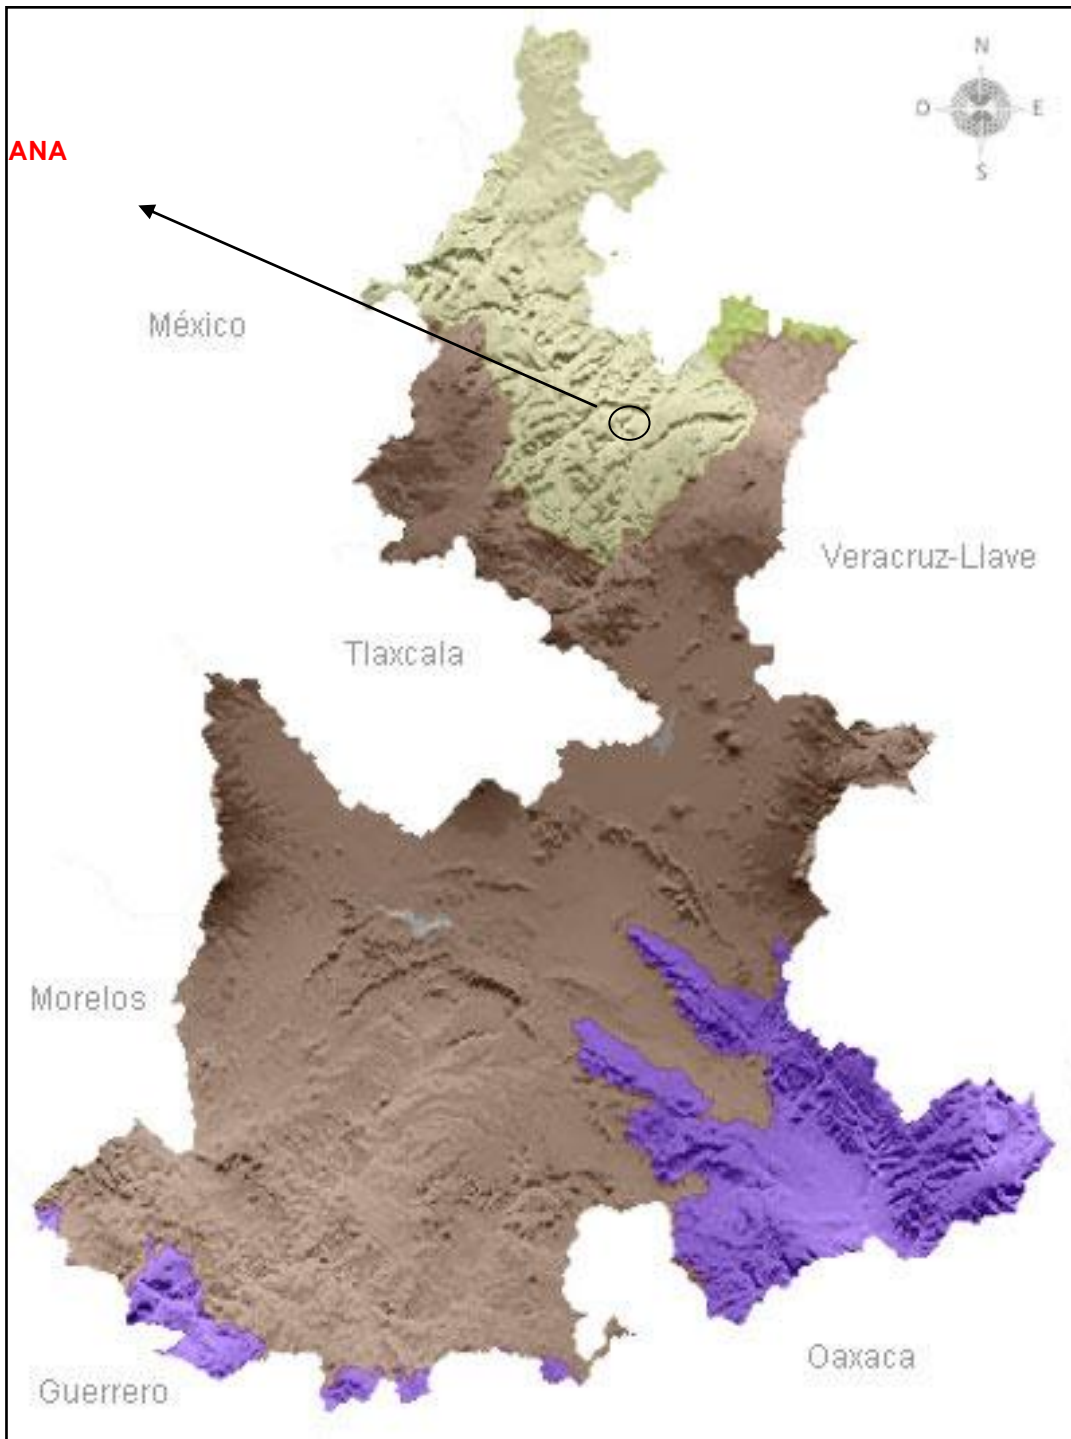 N
O E
S
ANA
México
Veracruz-Llave
Tlaxcala
Morelos
Oaxaca
Guerrero